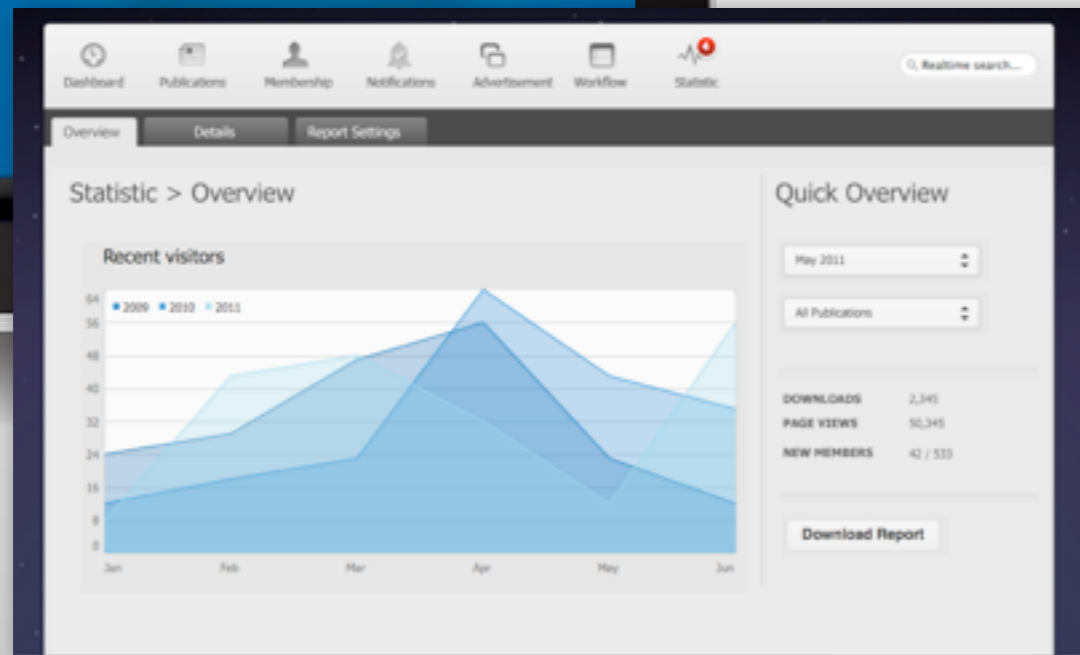 Dashboard Publications Membership Notifications Advertisement Workflow Statistic
4
Realtime search...
Overview Details Report Settings
Statistic > Overview
Recent visitors
2009 2010 2011
64
56
48
40
32
24
16
8
0
Jan Feb Mar Apr May Jun
Quick Overview
May 2011
All Publications
DOWNLOADS 2,345
PAGE VIEWS 50,345
NEW MEMBERS 42 / 533
Download Report